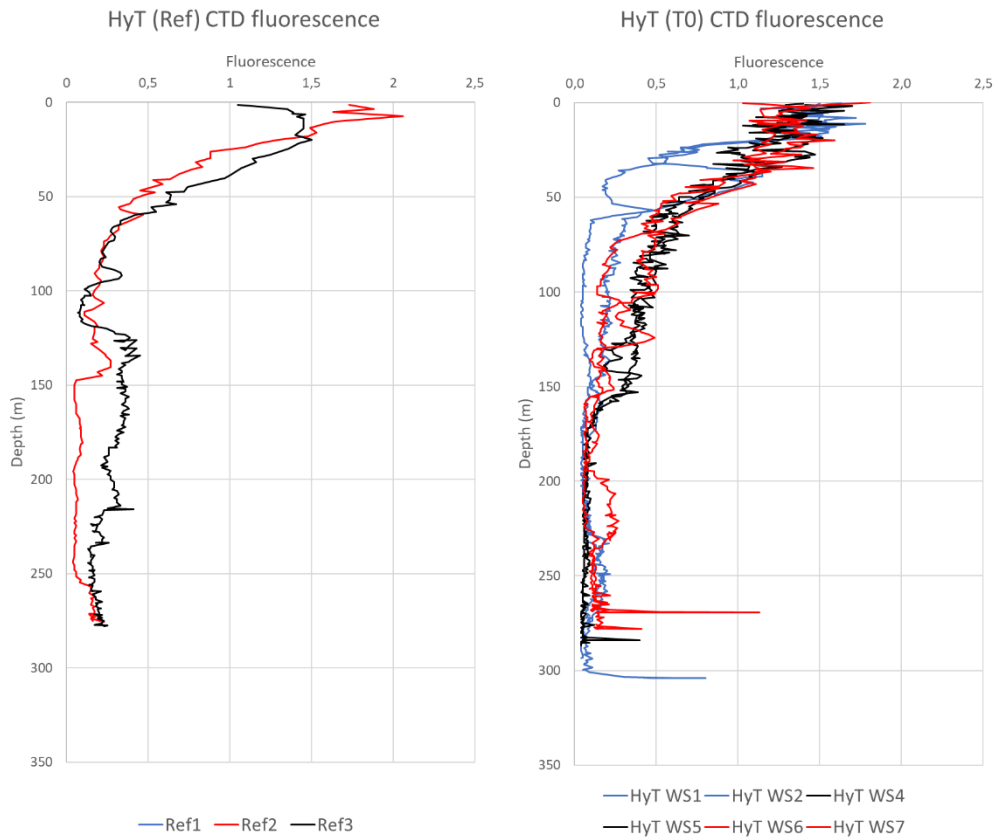 HyT (Ref) CTD fluorescence
Fluorescence
0 0,5 1 1,5 2 2,5
0
50
100
150
200
250
300
350
Depth (m)
Ref1 Ref2 Ref3
HyT (T0) CTD fluorescence
Fluorescence
0,0 0,5 1,0 1,5 2,0 2,5
0
50
100
150
200
250
300
350
Depth (m)
HyT WS1 HyT WS2 HyT WS4
HyT WS5 HyT WS6 HyT WS7